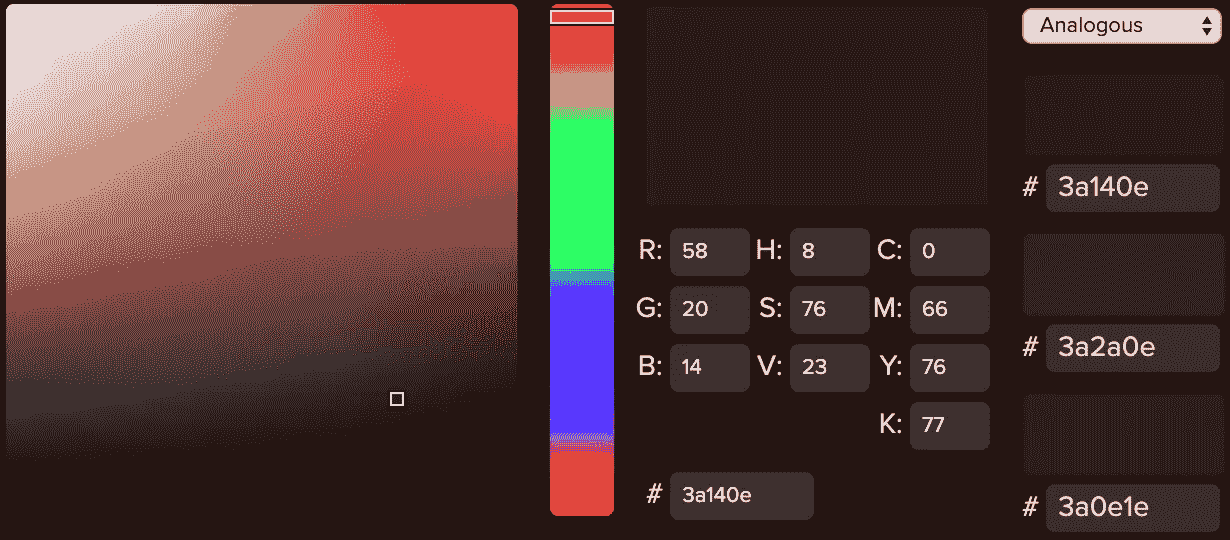 Analogous
# 3a140e
R: 58 H: 8 C: 0
G: 20 S: 76 M: 66
# 3a2a0e
B: 14 V: 23 Y: 76
K: 77
# 3a140e
# 3a0e1e